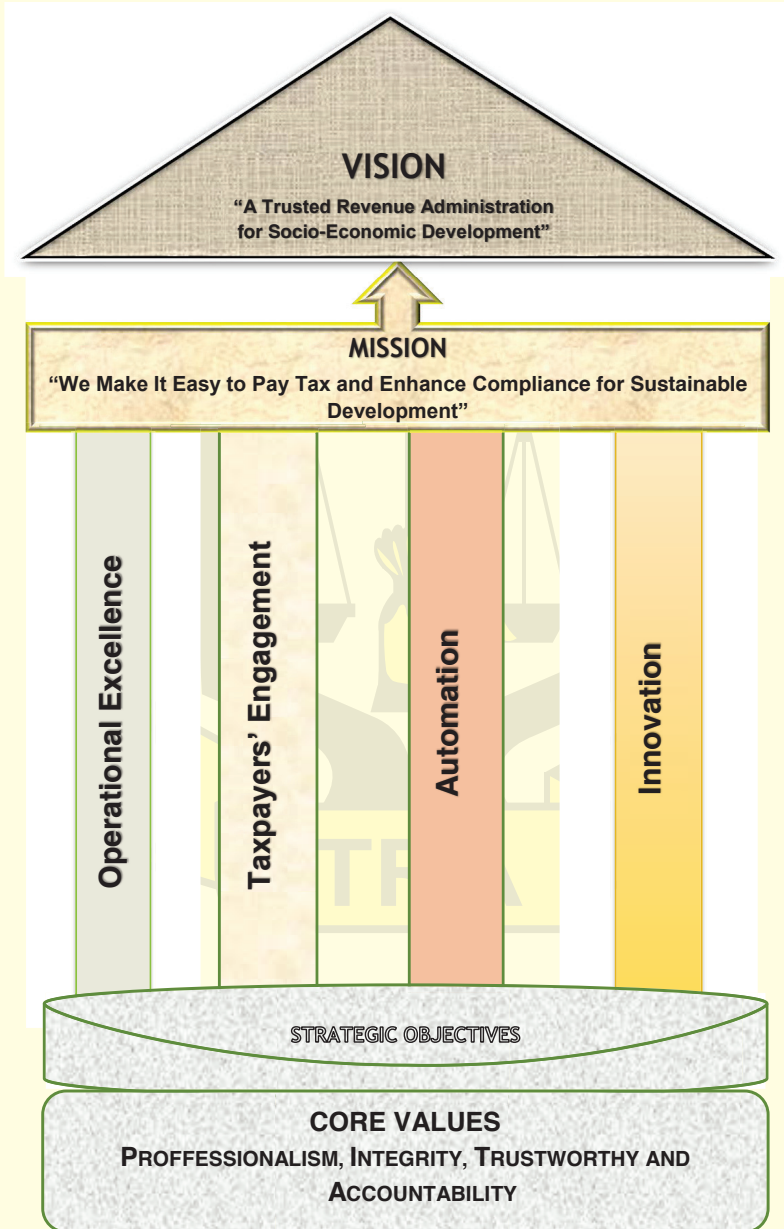 VISION
“A Trusted Revenue Administration
for Socio-Economic Development”
MISSION
“We Make It Easy to Pay Tax and Enhance Compliance for Sustainable
Development”
Operational Excellence
Taxpayers’ Engagement
Automation
Innovation
TRA
STRATEGIC OBJECTIVES
CORE VALUES
PROFFESSIONALISM, INTEGRITY, TRUSTWORTHY AND
ACCOUNTABILITY